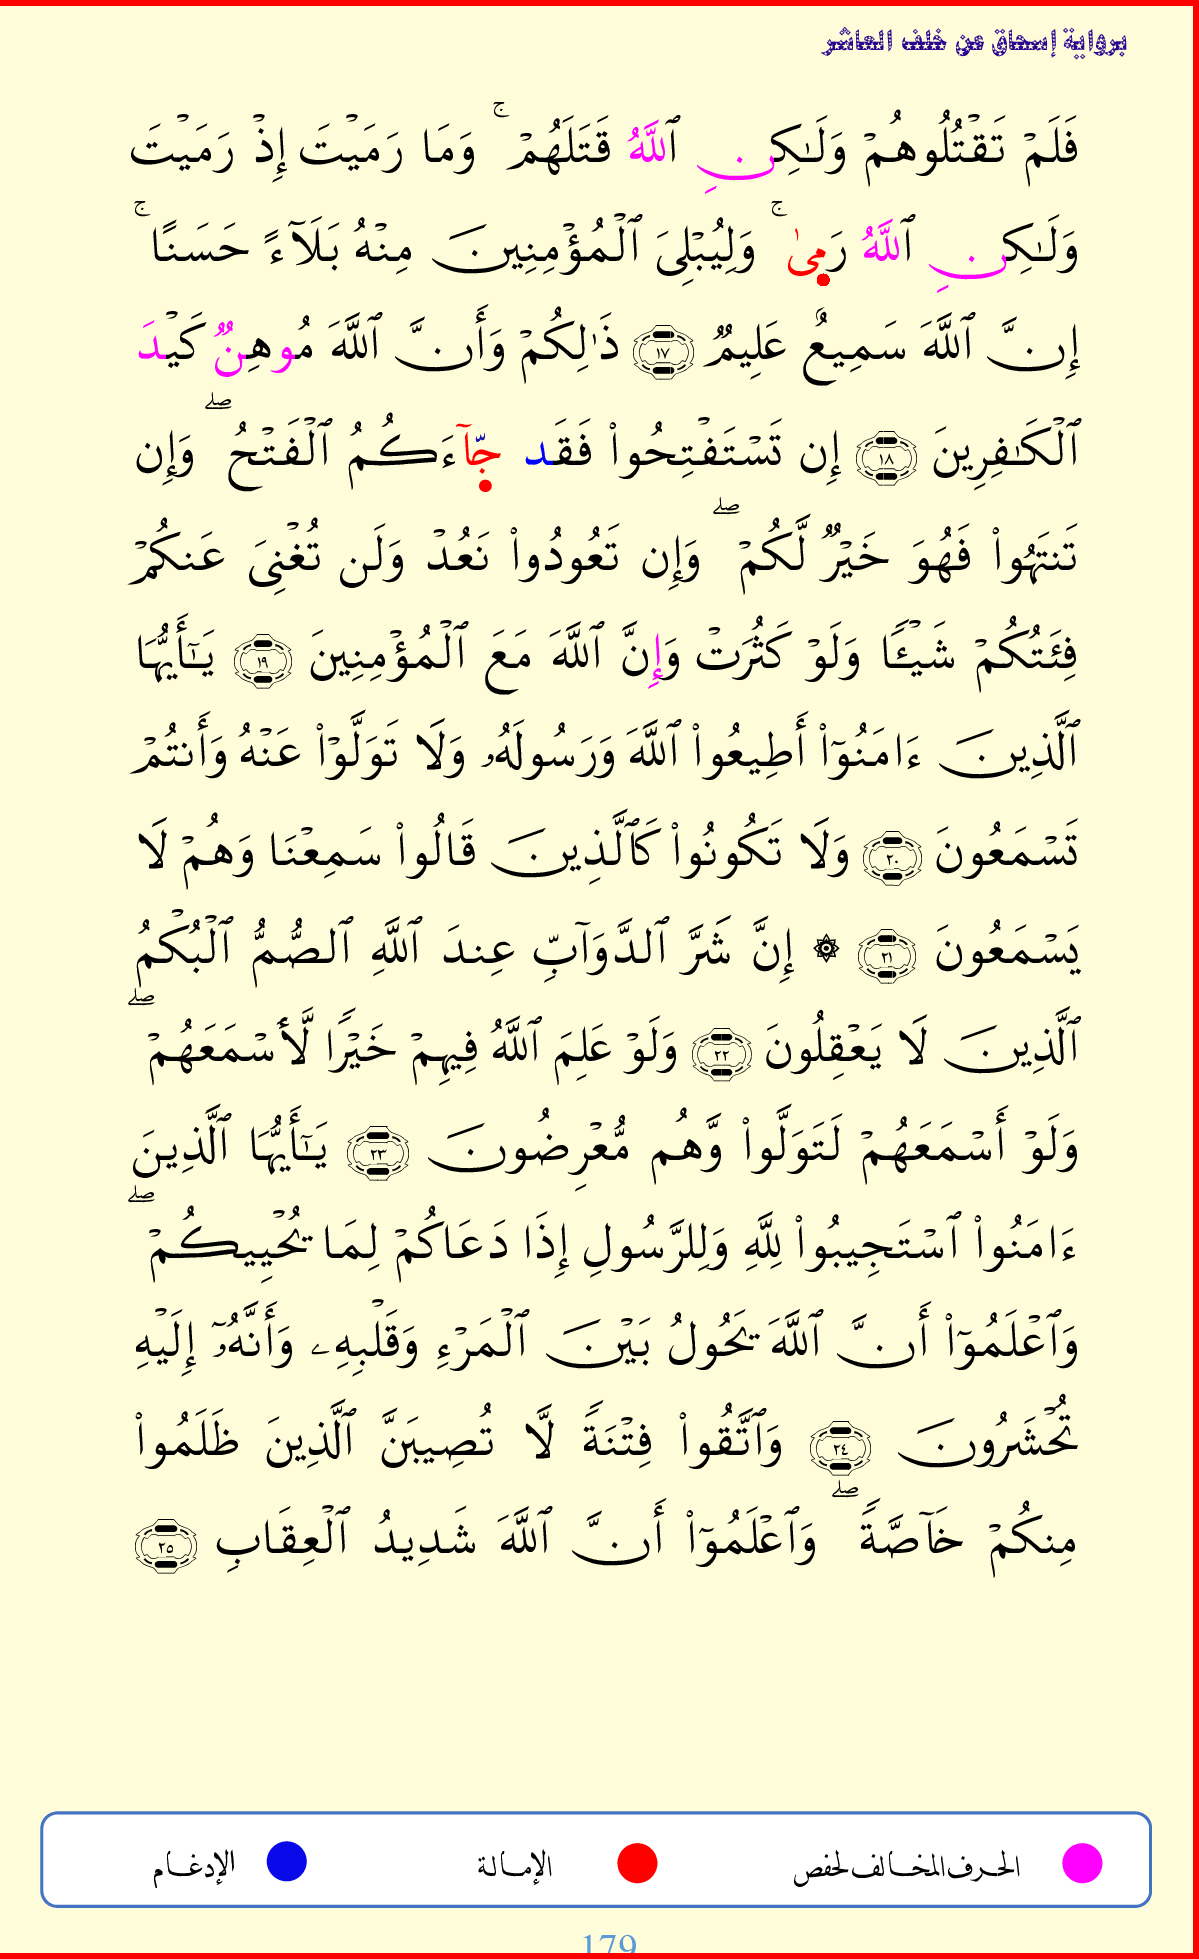 برواية إسحاق عن خلف العاشر
فَلَمۡ تَقۡتُلُوهُمۡ وَلَٰكِنِ ٱللَّهُ قَتَلَهُمۡۚ وَمَا رَمَيۡتَ إِذۡ رَمَيۡتَ
وَلَٰكِنِ ٱللَّهُ رَمىٰۚ وَلِيُبۡلِيَ ٱلۡمُؤۡمِنِينَ مِنۡهُ بَلَآءً حَسَنًاۚ
إِنَّ ٱللَّهَ سَمِيعٌ عَلِيمٞ ١٧ ذَٰلِكُمۡ وَأَنَّ ٱللَّهَ مُوهِنٞ كَيۡدَ
ٱلۡكَٰفِرِينَ ١٨ إِن تَسۡتَفۡتِحُواْ فَقَد جَّآءَكُمُ ٱلۡفَتۡحُۖ وَإِن
تَنتَهُواْ فَهُوَ خَيۡرٞ لَّكُمۡۖ وَإِن تَعُودُواْ نَعُدۡ وَلَن تُغۡنِيَ عَنكُمۡ
فِئَتُكُمۡ شَيۡـٔٗا وَلَوۡ كَثُرَتۡ وَإِنَّ ٱللَّهَ مَعَ ٱلۡمُؤۡمِنِينَ ١٩ يَٰٓأَيُّهَا
ٱلَّذِينَ ءَامَنُوٓاْ أَطِيعُواْ ٱللَّهَ وَرَسُولَهُۥ وَلَا تَوَلَّوۡاْ عَنۡهُ وَأَنتُمۡ
تَسۡمَعُونَ ٢٠ وَلَا تَكُونُواْ كَٱلَّذِينَ قَالُواْ سَمِعۡنَا وَهُمۡ لَا
يَسۡمَعُونَ ٢١ ۞ إِنَّ شَرَّ ٱلدَّوَآبِّ عِندَ ٱللَّهِ ٱلصُّمُّ ٱلۡبُكۡمُ
ٱلَّذِينَ لَا يَعۡقِلُونَ ٢٢ وَلَوۡ عَلِمَ ٱللَّهُ فِيهِمۡ خَيۡرٗا لَّأَسۡمَعَهُمۡۖ
وَلَوۡ أَسۡمَعَهُمۡ لَتَوَلَّواْ وَّهُم مُّعۡرِضُونَ ٢٣ يَٰٓأَيُّهَا ٱلَّذِينَ
ءَامَنُواْ ٱسۡتَجِيبُواْ لِلَّهِ وَلِلرَّسُولِ إِذَا دَعَاكُمۡ لِمَا يُحۡيِيكُمۡۖ
وَٱعۡلَمُوٓاْ أَنَّ ٱللَّهَ يَحُولُ بَيۡنَ ٱلۡمَرۡءِ وَقَلۡبِهِۦ وَأَنَّهُۥٓ إِلَيۡهِ
تُحۡشَرُونَ ٢٤ وَٱتَّقُواْ فِتۡنَةٗ لَّا تُصِيبَنَّ ٱلَّذِينَ ظَلَمُواْ
مِنكُمۡ خَآصَّةٗۖ وَٱعۡلَمُوٓاْ أَنَّ ٱللَّهَ شَدِيدُ ٱلۡعِقَابِ ٢٥
الحرف المخالف لحفص الإمالة الإدغام
179